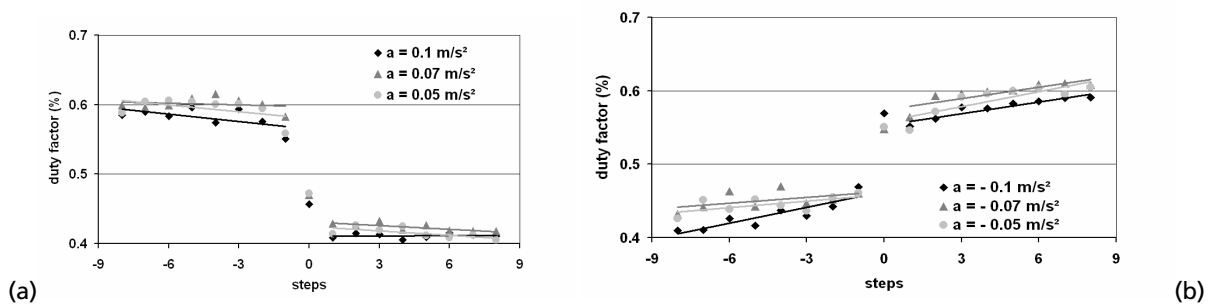 0.7
0.6
0.5
0.4
duty factor (%)
-9 -6 -3 0 3 6 9
steps
a = 0.1 m/s²
a = 0.07 m/s²
a = 0.05 m/s²
(a)
0.7
0.6
0.5
0.4
duty factor (%)
-9 -6 -3 0 3 6 9
steps
a = - 0.1 m/s²
a = - 0.07 m/s²
a = - 0.05 m/s²
(b)